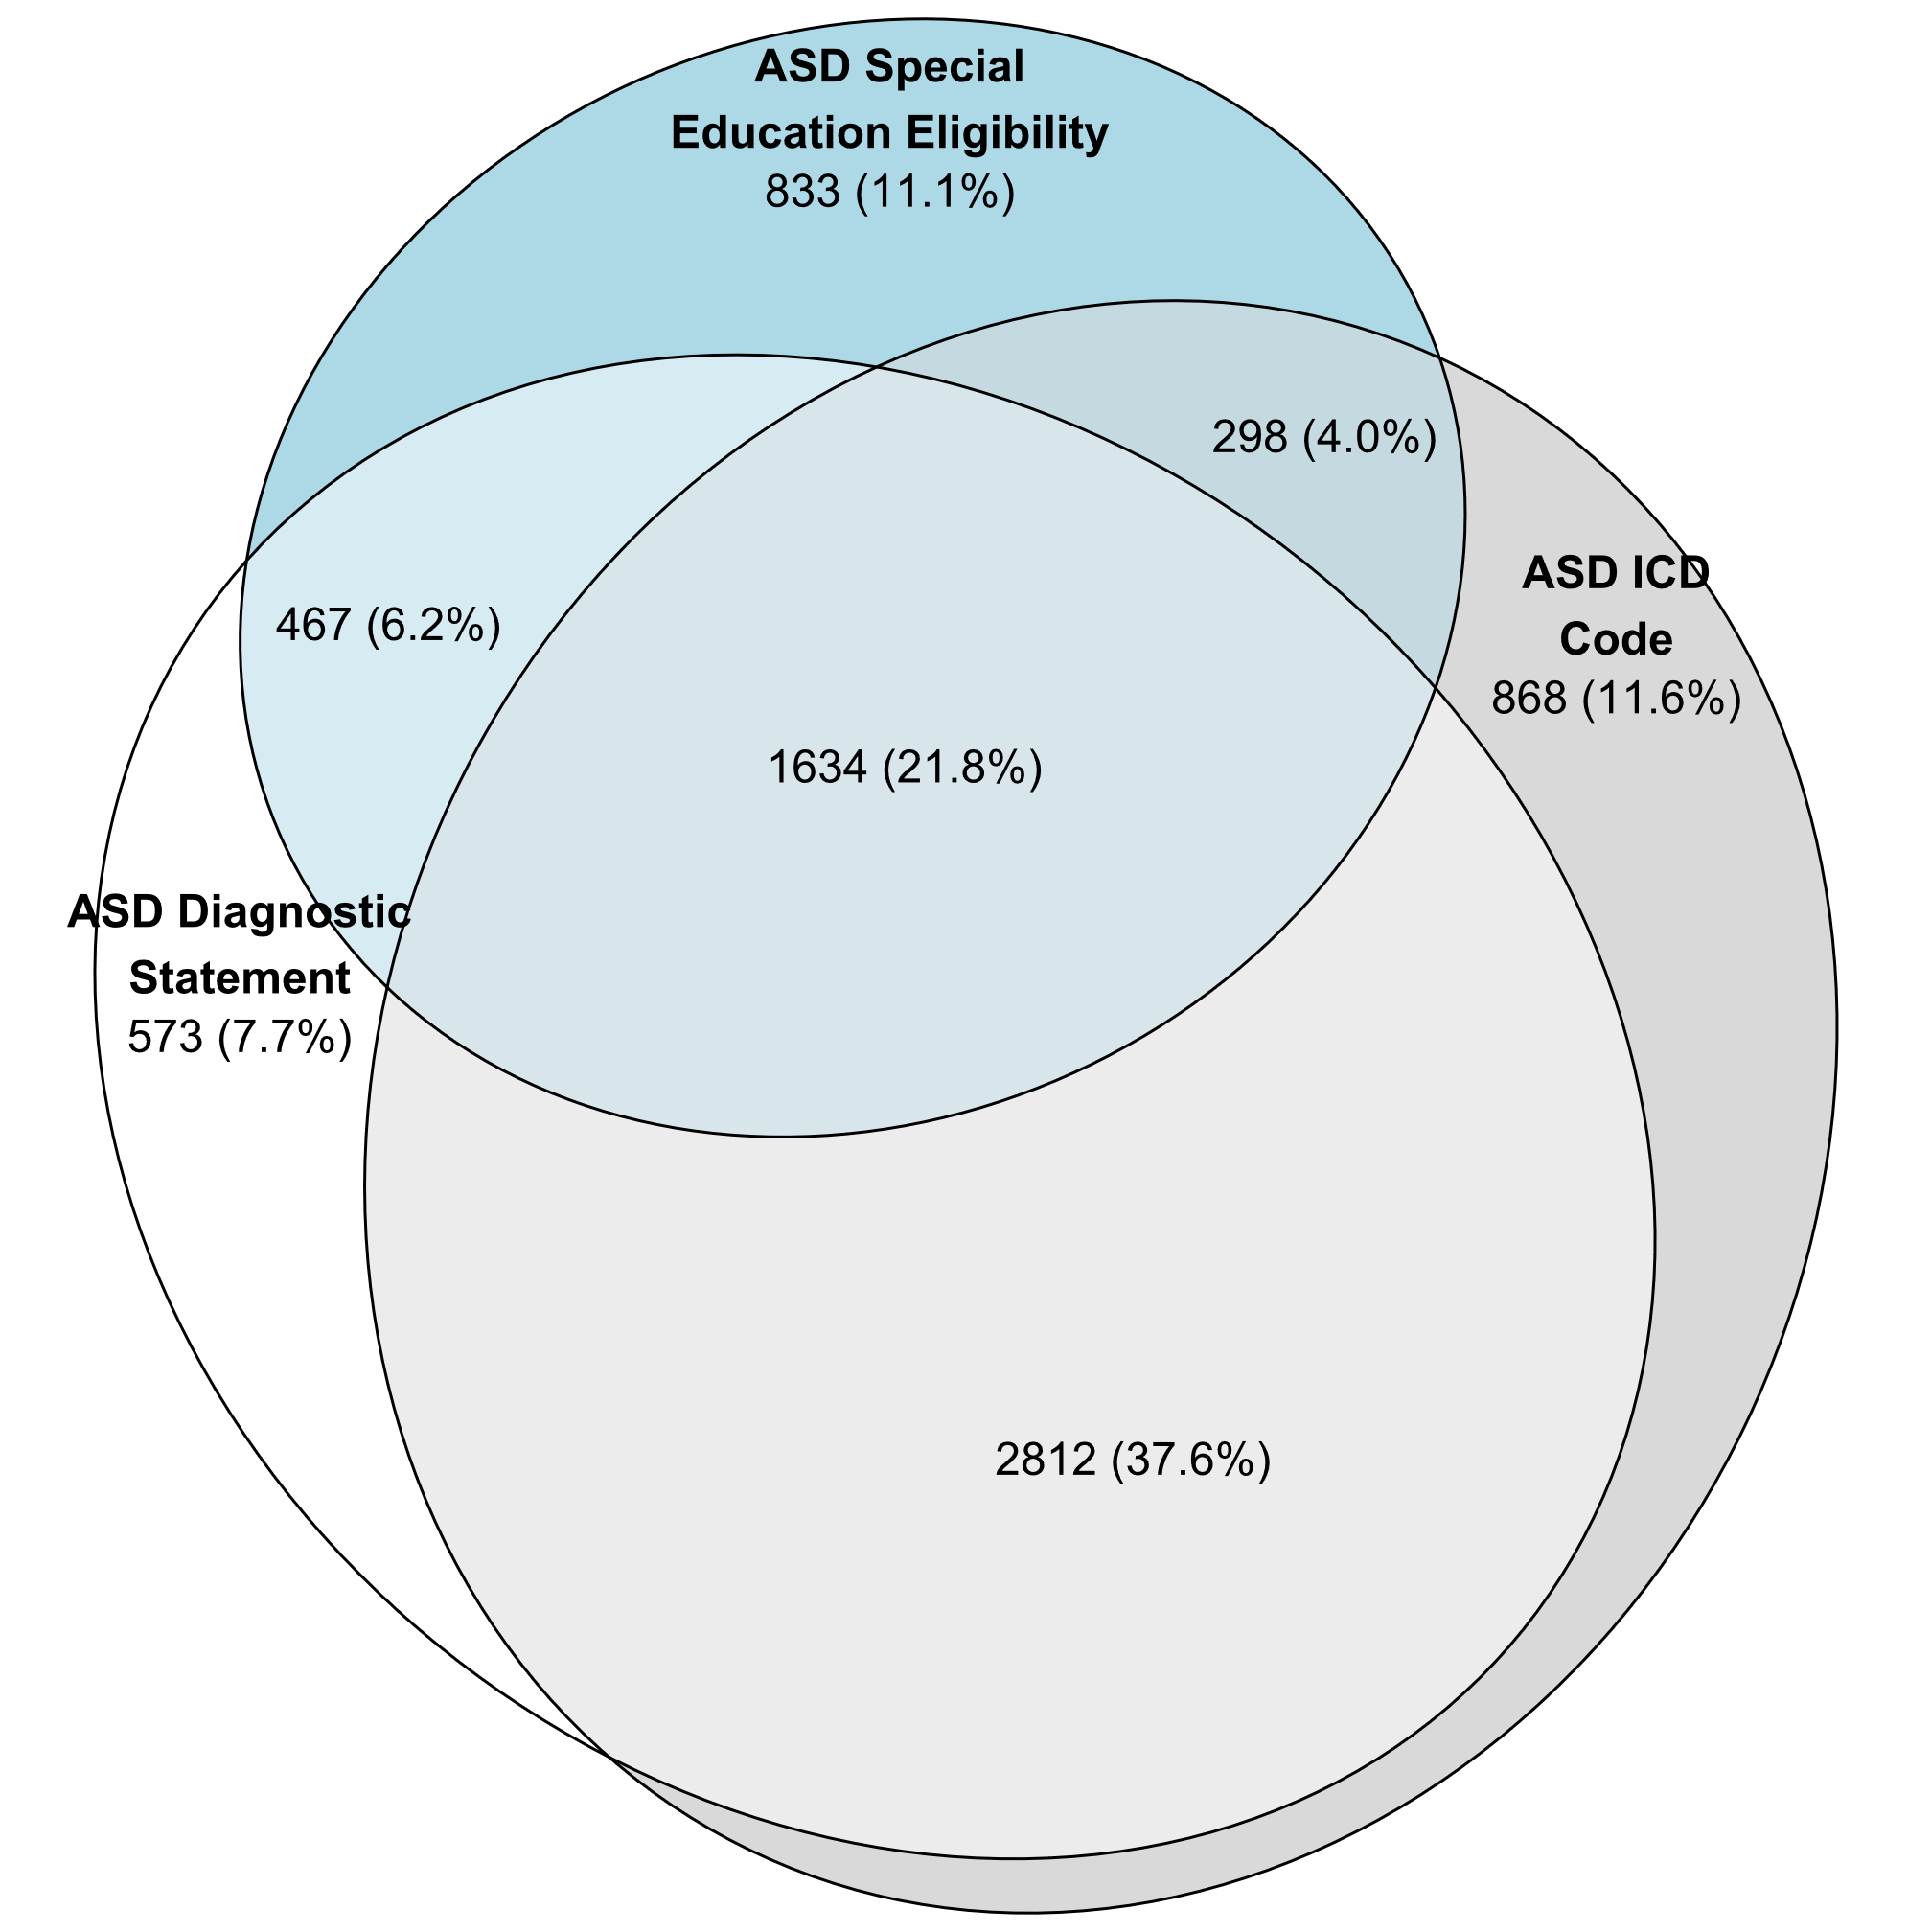 ASD Special
Education Eligibility
833 (11.1%)
298 (4.0%)
ASD ICD
Code
868 (11.6%)
467 (6.2%)
1634 (21.8%)
ASD Diagnostic
Statement
573 (7.7%)
2812 (37.6%)